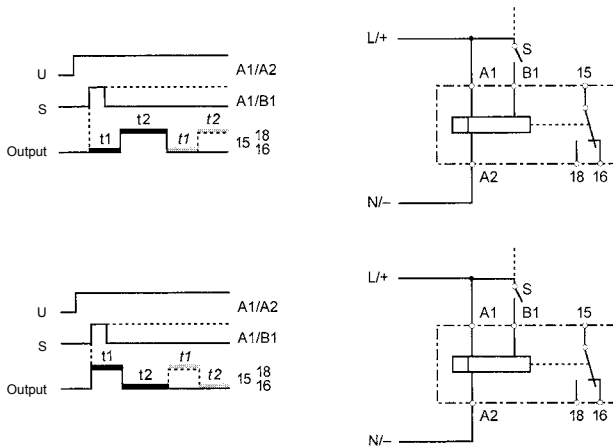 U
A1/A2
S
A1/B1
t1 t2 t1 t2
Output
15 18
16
L/+
S
A1 B1 15
A2
18 16
N/–
U
A1/A2
S
A1/B1
t1 t2 t1 t2
Output
15 18
16
L/+
S
A1 B1 15
A2
18 16
N/–